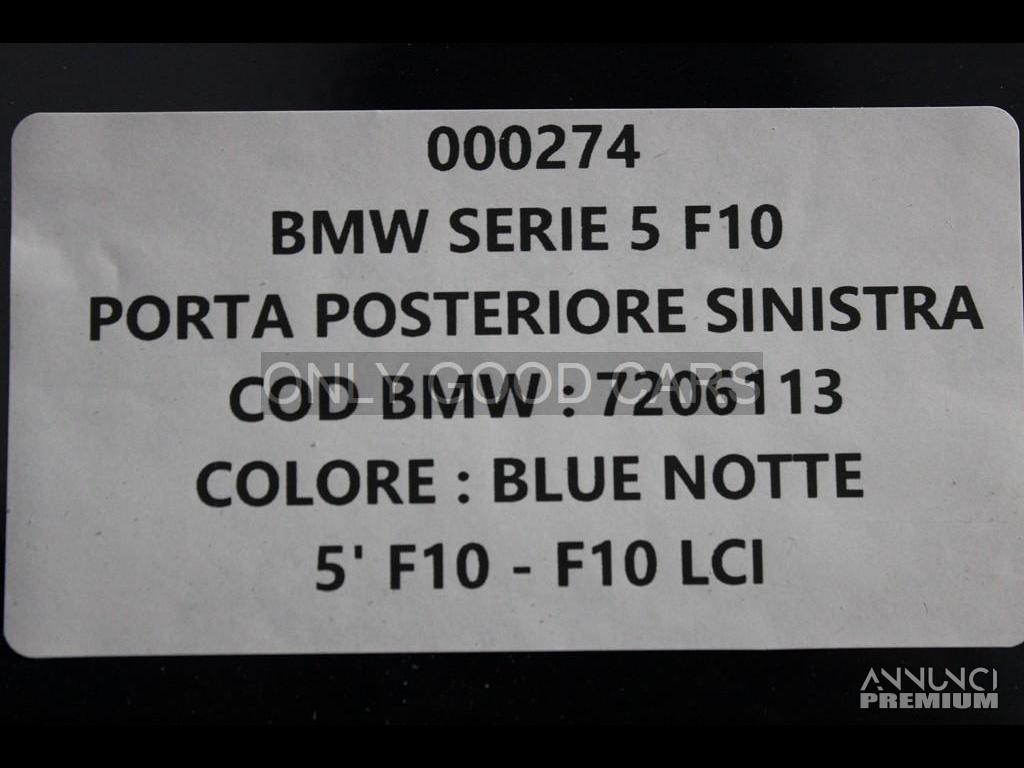 000274
BMW SERIE 5 F10
PORTA POSTERIORE SINISTRA
ONLY GOOD CARS
COD BMW : 7206113
COLORE : BLUE NOTTE
5' F10 - F10 LCI
ANNUNCI
PREMIUM